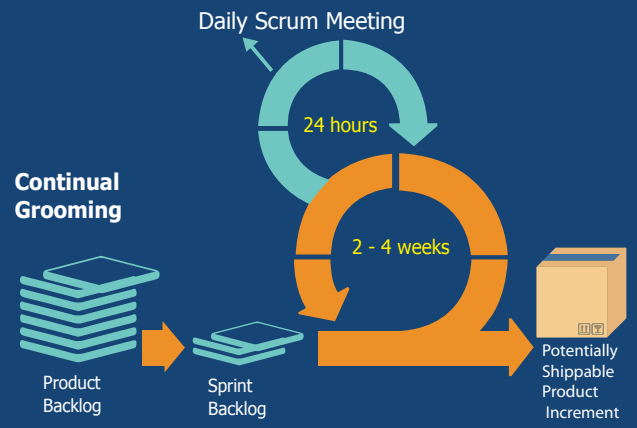 Daily Scrum Meeting
24 hours
Continual
Grooming
2 - 4 weeks
Product
Backlog
Sprint
Backlog
Potentially
Shippable
Product
Increment